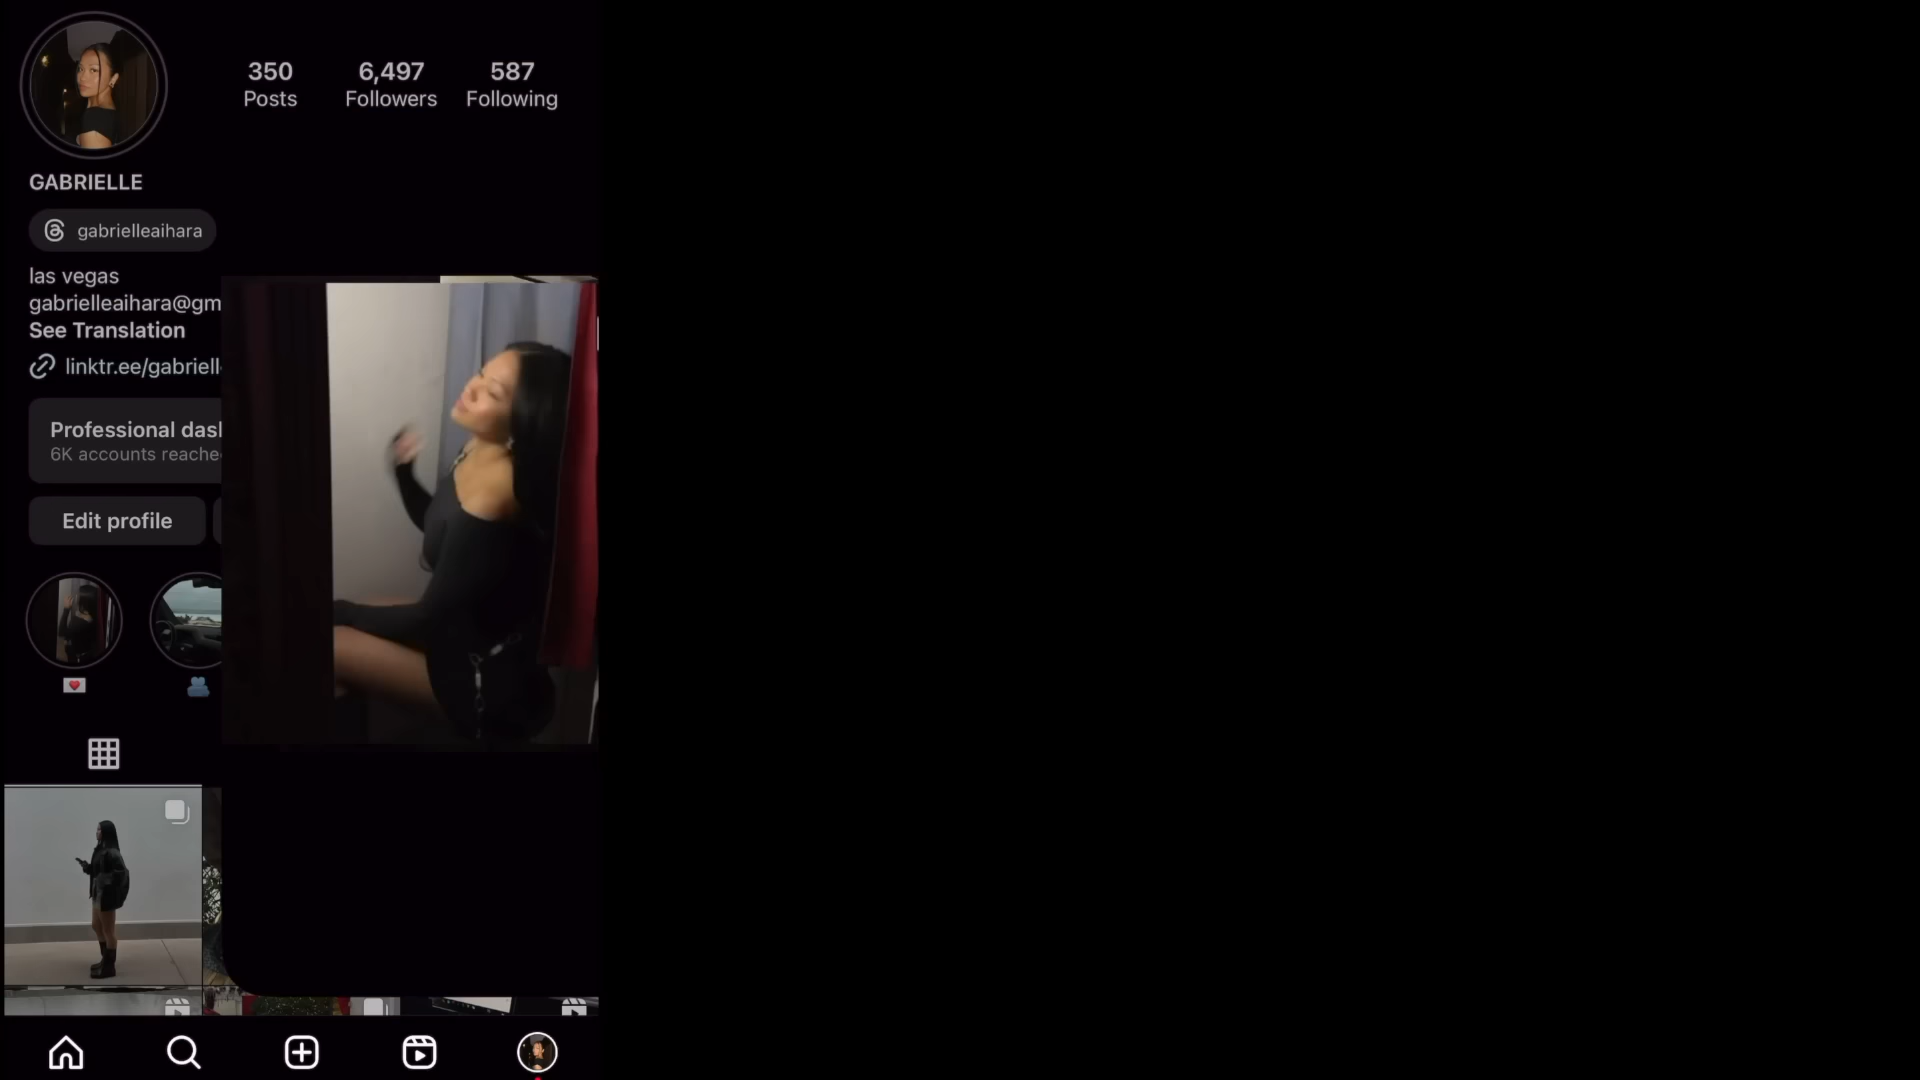 350
Posts
6,497
Followers
587
Following
GABRIELLE
gabrielleaihara
las vegas
gabrielleaihara@gm
See Translation
linktr.ee/gabriell
Professional das
6K accounts reache
Edit profile